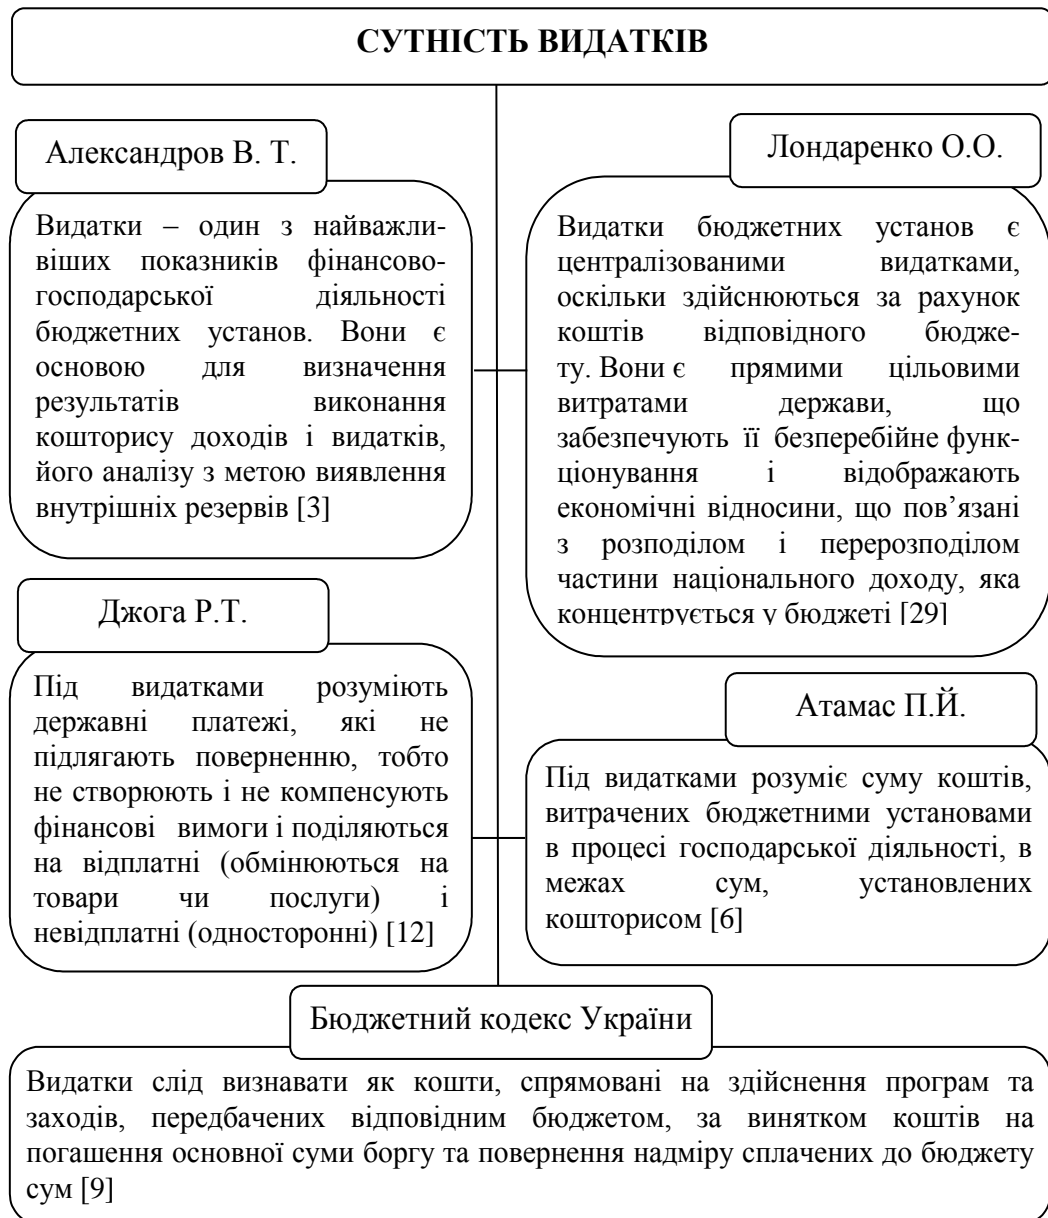 СУТНІСТЬ ВИДАТКІВ
Александров В. Т.
Видатки – один з найважли-
віших показників фінансово-
господарської діяльності
бюджетних установ. Вони є
основою для визначення
результатів виконання
кошторису доходів і видатків,
його аналізу з метою виявлення
внутрішніх резервів [3]
Лондаренко О.О.
Видатки бюджетних установ є
централізованими видатками,
оскільки здійснюються за рахунок
коштів відповідного бюдже-
ту. Вони є прямими цільовими
витратами держави, що
забезпечують її безперебійне функ-
ціонування і відображають
економічні відносини, що пов’язані
з розподілом і перерозподілом
частини національного доходу, яка
концентрується у бюджеті [29]
Джога Р.Т.
Під видатками розуміють
державні платежі, які не
підлягають поверненню, тобто
не створюють і не компенсують
фінансові вимоги і поділяються
на відплатні (обмінюються на
товари чи послуги) і
невідплатні (односторонні) [12]
Атамас П.Й.
Під видатками розуміє суму коштів,
витрачених бюджетними установами
в процесі господарської діяльності, в
межах сум, установлених
кошторисом [6]
Бюджетний кодекс України
Видатки слід визнавати як кошти, спрямовані на здійснення програм та
заходів, передбачених відповідним бюджетом, за винятком коштів на
погашення основної суми боргу та повернення надміру сплачених до бюджету
сум [9]